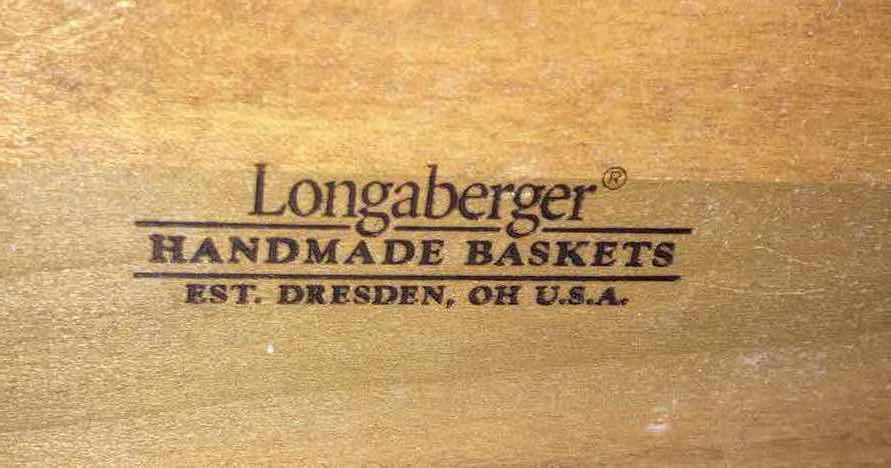 Longaberger®
HANDMADE BASKETS
EST. DRESDEN, OH U.S.A.